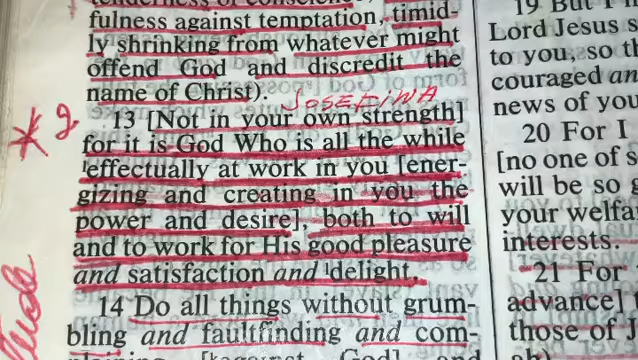 fulness against temptation, timid-
ly shrinking from whatever might
offend God and discredit the
name of Christ).
JOSEFINA
13 [Not in your own strength]
for it is God Who is all the while
effectually at work in you [ener-
gizing and creating in you the
power and desire], both to will
and to work for His good pleasure
and satisfaction and delight.
14 Do all things without grum-
bling and faultfinding and com-
19 But I
Lord Jesus s
to you, so th
couraged an
news of you
20 For I
[no one of s
will be so g
your welfa
interests.
21 For
advance]
those of J